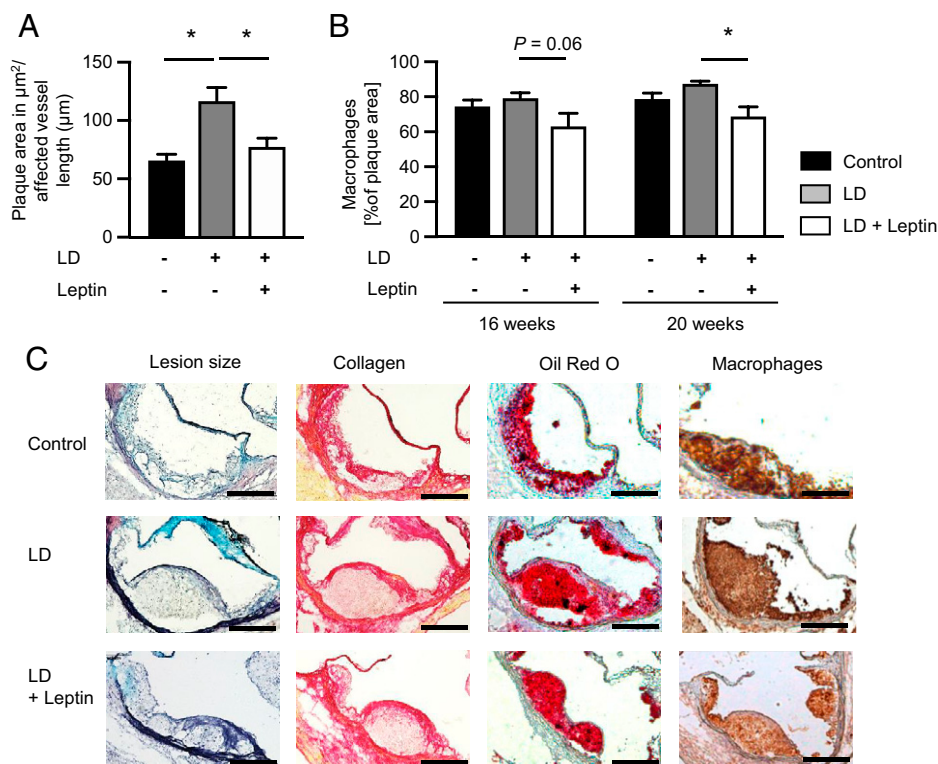 A
* *
Plaque area in µm²/
affected vessel
length (µm)
150
100
50
0
LD - + +
Leptin - - +
B
P = 0.06
*
Macrophages
[%of plaque area]
100
80
60
40
20
0
LD - + + - + +
Leptin - - + - - +
16 weeks 20 weeks
Control
LD
LD + Leptin
C
Lesion size Collagen Oil Red O Macrophages
Control
LD
LD
+ Leptin